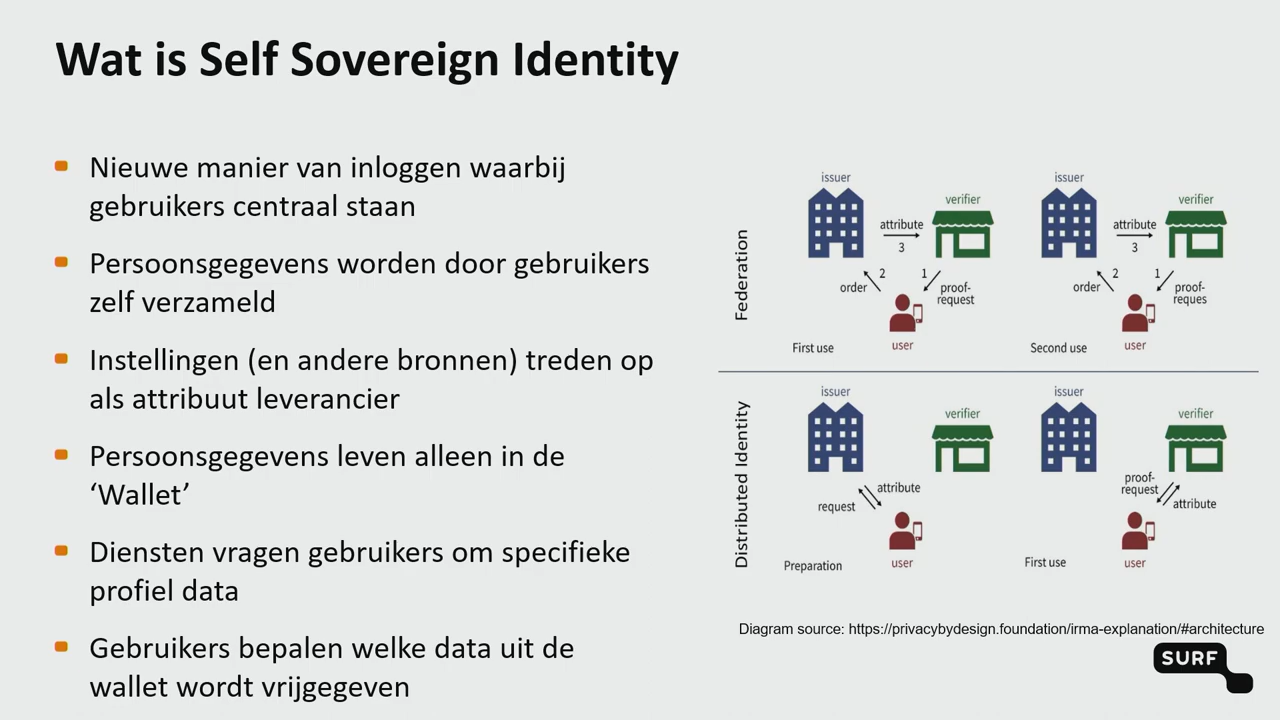 Wat is Self Sovereign Identity
Nieuwe manier van inloggen waarbij
gebruikers centraal staan
Persoonsgegevens worden door gebruikers
zelf verzameld
Instellingen (en andere bronnen) treden op
als attribuut leverancier
Persoonsgegevens leven alleen in de
‘Wallet’
Diensten vragen gebruikers om specifieke
profiel data
Gebruikers bepalen welke data uit de
wallet wordt vrijgegeven
Federation
issuer
verifier
attribute
3
2
1
order
proof-
request
First use
user
issuer
verifier
attribute
3
2
1
order
proof-
reques
Second use
user
Distributed Identity
issuer
verifier
attribute
request
Preparation
user
issuer
verifier
proof-
request
attribute
First use
user
Diagram source: https://privacybydesign.foundation/irma-explanation/#architecture
SURF